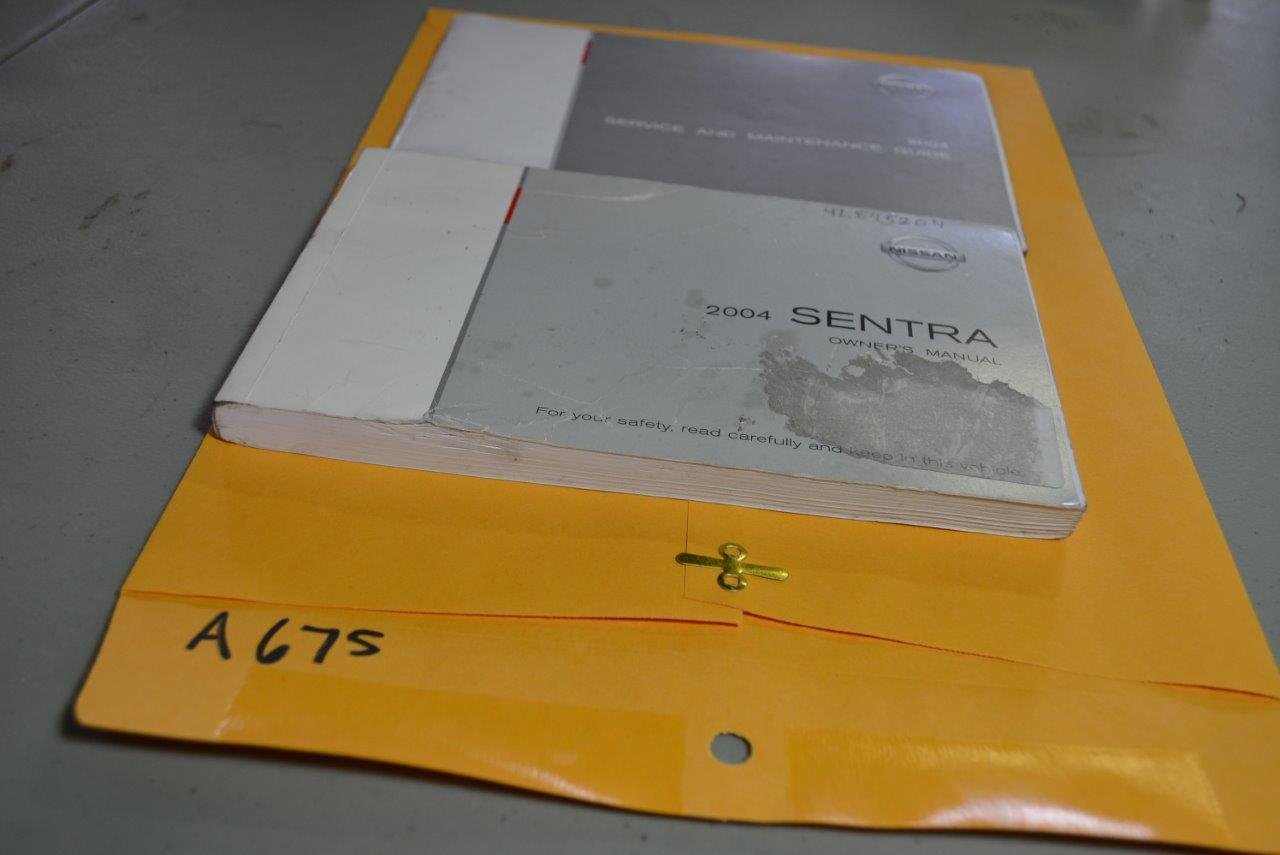 2004
SERVICE AND MAINTENANCE GUIDE
4L845204
NISSAN
2004 SENTRA
OWNER'S MANUAL
For your safety, read carefully and keep in this vehicle.
A675